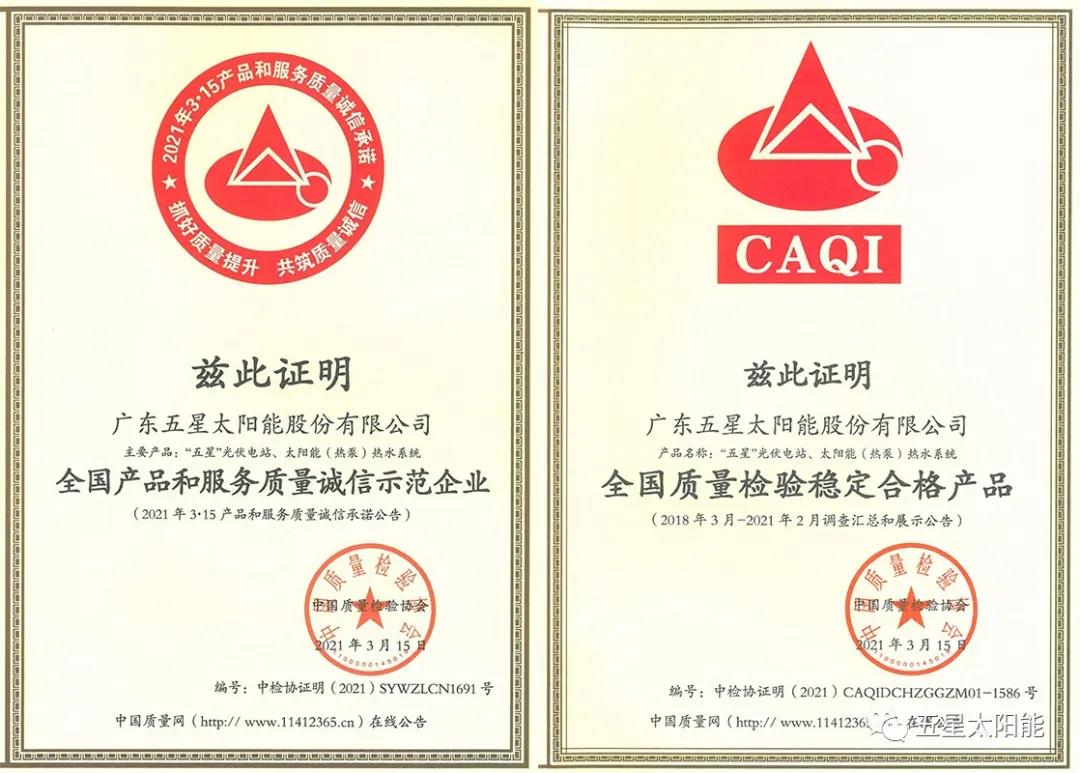 2021年3·15产品和服务质量诚信承诺
★ ★
抓好质量提升 共筑质量诚信
兹此证明
广东五星太阳能股份有限公司
主要产品：“五星”光伏电站、太阳能（热泵）热水系统
全国产品和服务质量诚信示范企业
（2021年3·15产品和服务质量诚信承诺公告）
中国质量检验协会
中国质量检验协会
2021年3月15日
编号：中检协证明（2021）SYWZLCN1691号
中国质量网（http:// www.11412365.cn）在线公告
CAQI
兹此证明
广东五星太阳能股份有限公司
产品名称：“五星”光伏电站、太阳能（热泵）热水系统
全国质量检验稳定合格产品
（2018年3月-2021年2月调查汇总和展示公告）
中国质量检验协会
中国质量检验协会
2021年3月15日
编号：中检协证明（2021）CAQIDCHZGGZM01-1586号
中国质量网（http:// www.1141236
五星太阳能